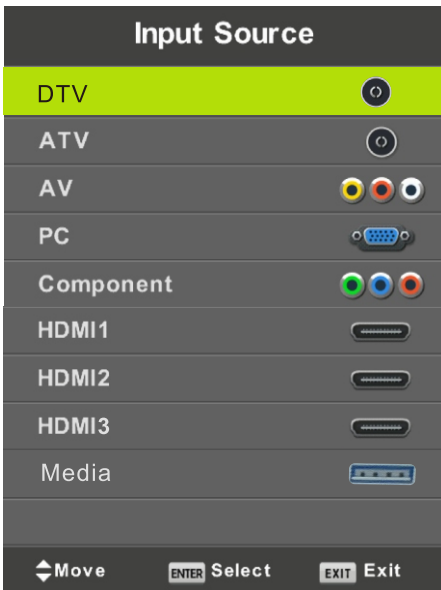 Input Source
DTV
ATV
AV
PC
Component
HDMI1
HDMI2
HDMI3
Media
Move ENTER Select EXIT Exit